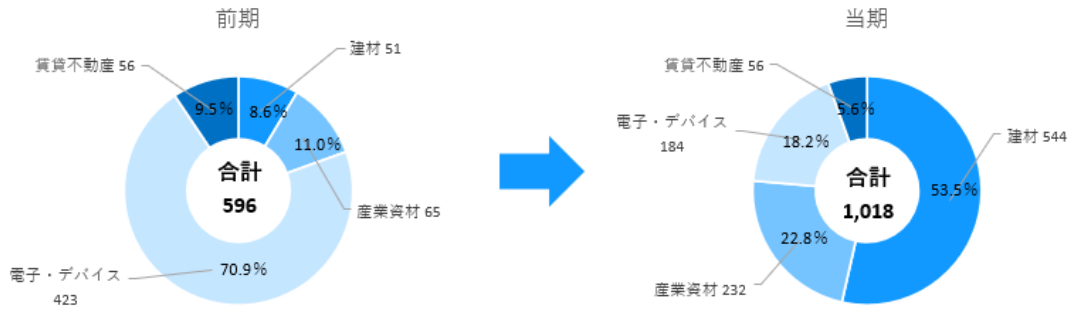 前期
建材 51
賃貸不動産 56
9.5%
8.6%
11.0%
合計
596
産業資材 65
70.9%
電子・デバイス
423
当期
賃貸不動産 56
5.6%
電子・デバイス
184
18.2%
建材 544
合計
1,018
53.5%
22.8%
産業資材 232